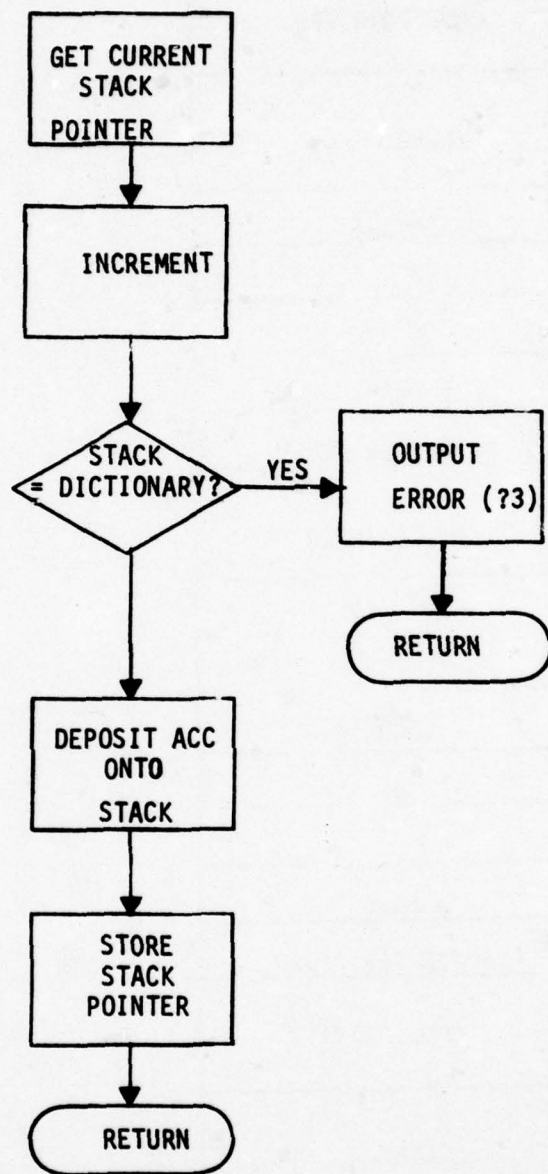 GET CURRENT
STACK
POINTER
INCREMENT
STACK
= DICTIONARY?
YES
OUTPUT
ERROR (?3)
RETURN
DEPOSIT ACC
ONTO
STACK
STORE
STACK
POINTER
RETURN